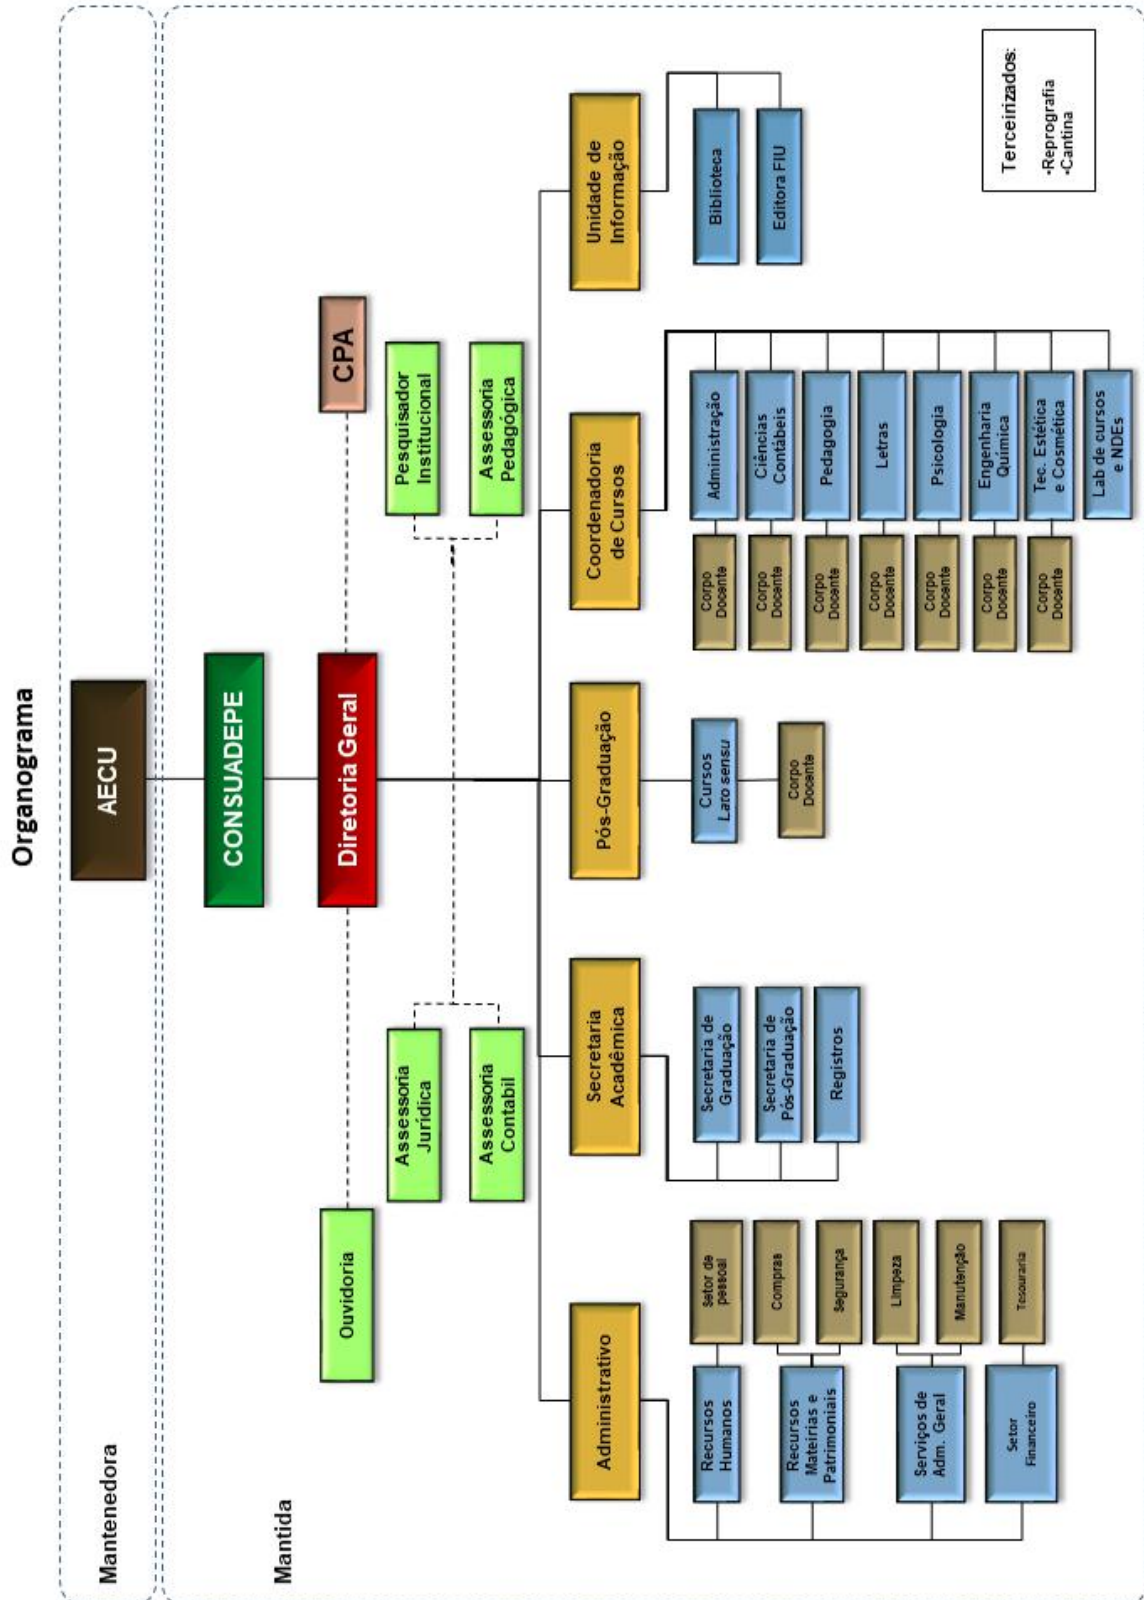 Organograma
Mantenedora
AECU
Mantida
CONSUADEPE
Ouvidoria
Diretoria Geral
CPA
Assessoria
Jurídica
Assessoria
Contabil
Pesquisador
Institucional
Assessoria
Pedagógica
Administrativo
Secretaria
Acadêmica
Pós-Graduação
Coordenadoria
de Cursos
Unidade de
Informação
Recursos
Humanos
Setor de
pessoal
Recursos
Mateirias e
Patrimoniais
Compras
Segurança
Serviços de
Adm. Geral
Limpeza
Manutenção
Setor
Financeiro
Tesouraria
Secretaria de
Graduação
Secretaria de
Pós-Graduação
Registros
Cursos
Lato sensu
Corpo
Docente
Corpo
Docente
Administração
Corpo
Docente
Ciências
Contábeis
Corpo
Docente
Pedagogia
Corpo
Docente
Letras
Corpo
Docente
Psicologia
Corpo
Docente
Engenharia
Química
Corpo
Docente
Tec. Estética
e Cosmética
Lab de cursos
e NDEs
Biblioteca
Editora FIU
Terceirizados:
•Reprografia
•Cantina